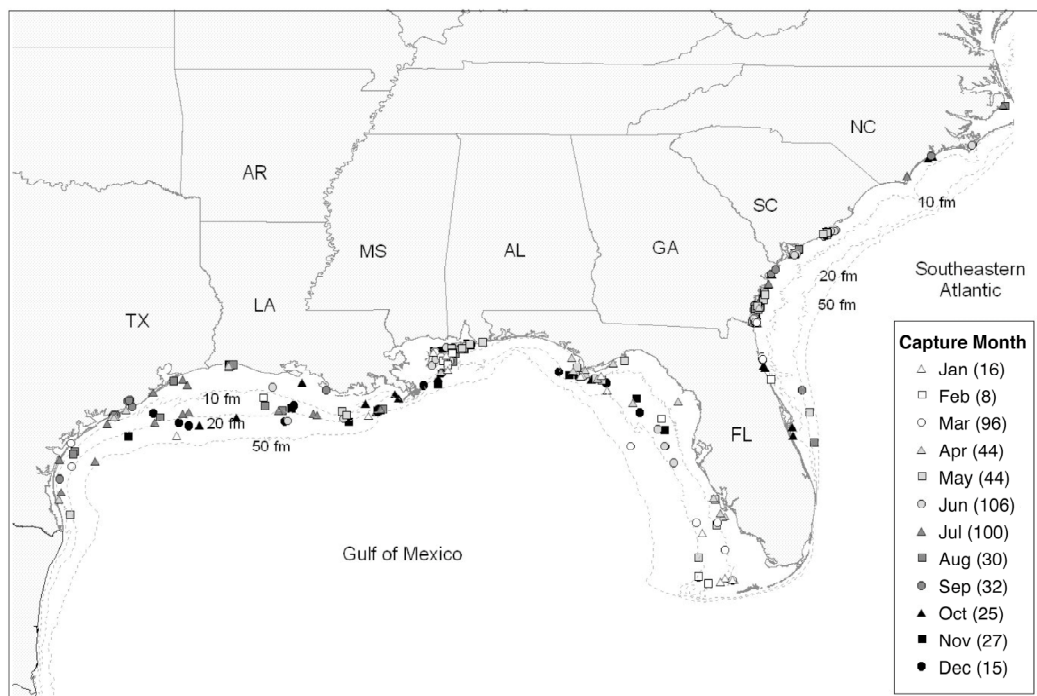 NC
AR
SC
10 fm
MS
AL
GA
20 fm
Southeastern
Atlantic
50 fm
LA
TX
10 fm
20 fm
50 fm
FL
Gulf of Mexico
Capture Month
Jan (16)
Feb (8)
Mar (96)
Apr (44)
May (44)
Jun (106)
Jul (100)
Aug (30)
Sep (32)
Oct (25)
Nov (27)
Dec (15)